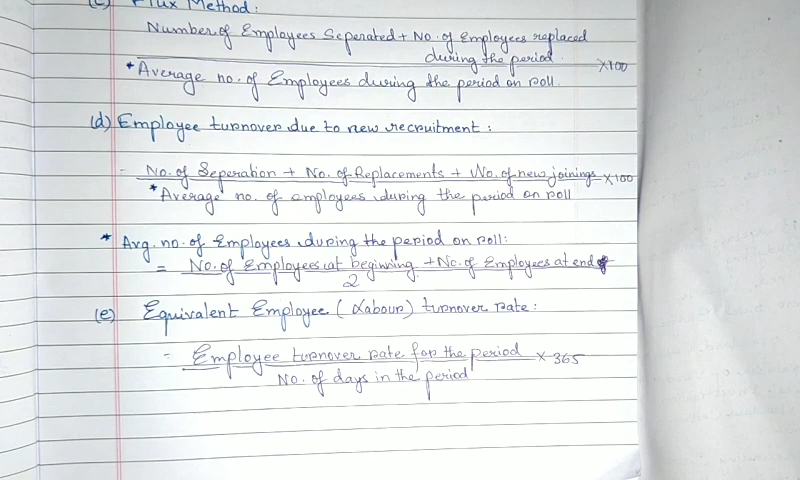 (c) Flux Method:
Number of Employees Seperated + No. of Employees replaced
during the period. ×100
*Average no. of Employees during the period on roll.
(d) Employee turnover due to new recruitment:
= No. of Seperation + No. of Replacements + No. of new joinings ×100
*Average no. of employees during the period on roll
* Avg. no. of Employees during the period on roll:
= No. of Employees at beginning + No. of Employees at end
2
(e) Equivalent Employee (Labour) turnover rate:
= Employee turnover rate for the period × 365
No. of days in the period